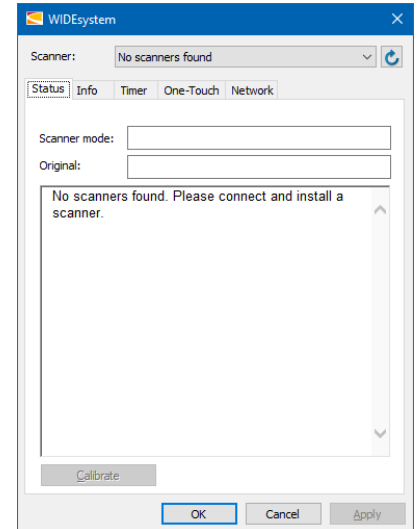 WIDEsystem
Scanner: No scanners found
Status Info Timer One-Touch Network
Scanner mode:
Original:
No scanners found. Please connect and install a
scanner.
Calibrate
OK Cancel Apply